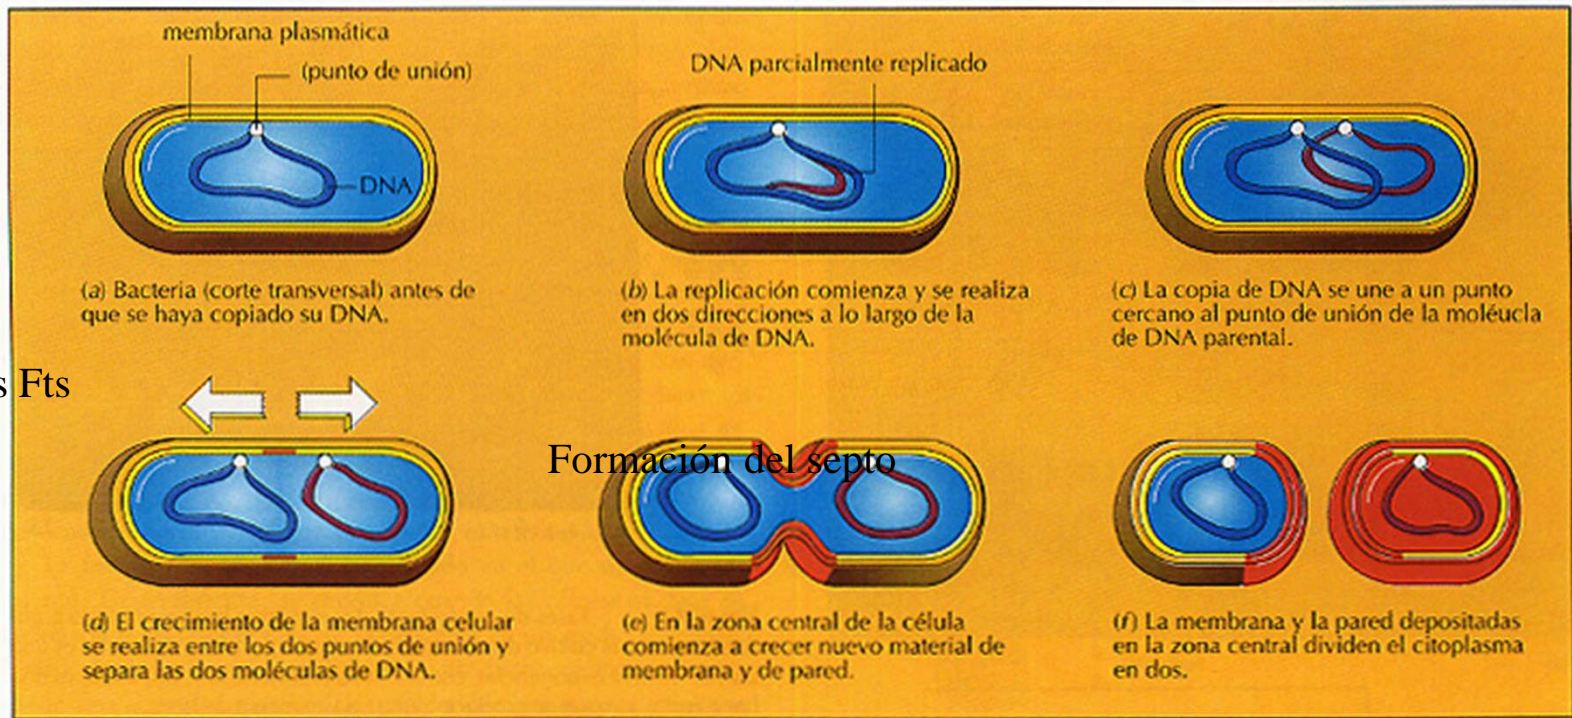 membrana plasmática
(punto de unión)
DNA
DNA parcialmente replicado
(a) Bacteria (corte transversal) antes de
que se haya copiado su DNA.
(b) La replicación comienza y se realiza
en dos direcciones a lo largo de la
molécula de DNA.
(c) La copia de DNA se une a un punto
cercano al punto de unión de la moléucla
de DNA parental.
s Fts
Formación del septo
(d) El crecimiento de la membrana celular
se realiza entre los dos puntos de unión y
separa las dos moléculas de DNA.
(e) En la zona central de la célula
comienza a crecer nuevo material de
membrana y de pared.
(f) La membrana y la pared depositadas
en la zona central dividen el citoplasma
en dos.